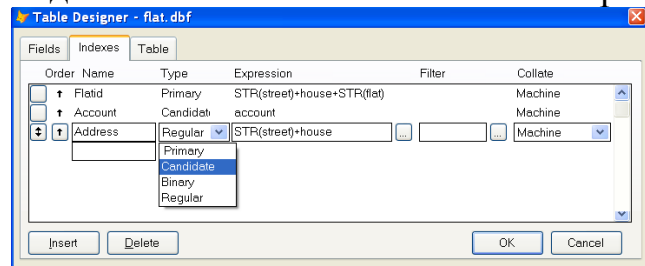 Table Designer - flat.dbf
Fields Indexes Table
Order Name Type Expression Filter Collate
Flatid Primary STR(street)+house+STR(flat) Machine
Account Candidat account Machine
Address Regular STR(street)+house ... ... Machine
Primary
Candidate
Binary
Regular
Insert Delete OK Cancel